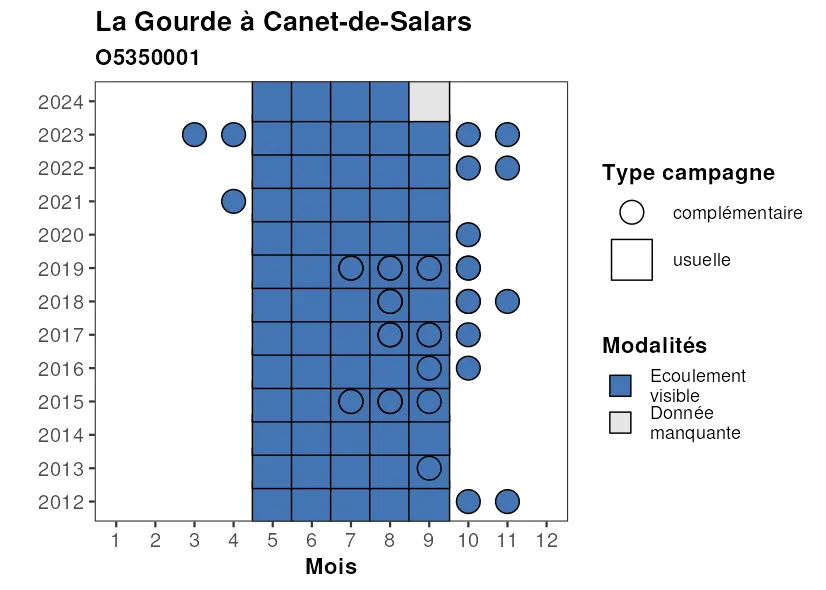 La Gourde à Canet-de-Salars
O5350001
2024
2023
2022
2021
2020
2019
2018
2017
2016
2015
2014
2013
2012
1 2 3 4 5 6 7 8 9 10 11 12
Mois
Type campagne
complémentaire
usuelle
Modalités
Ecoulement
visible
Donnée
manquante